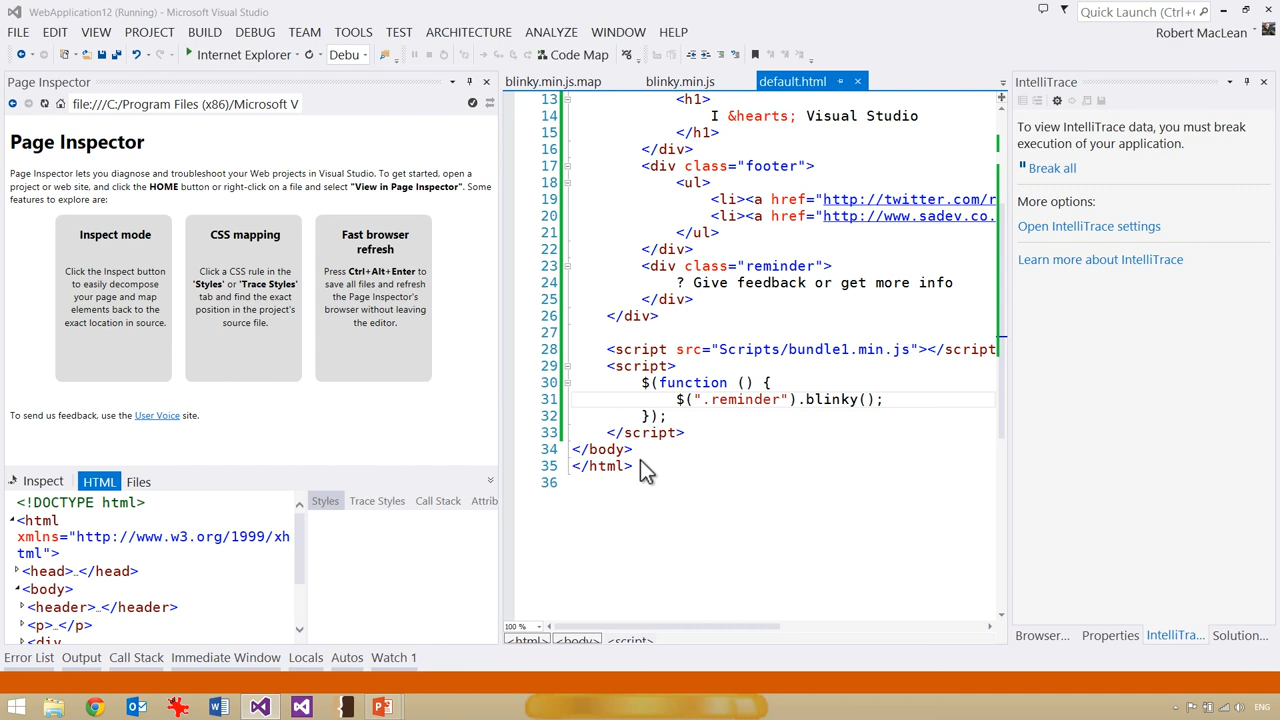 WebApplication12 (Running) - Microsoft Visual Studio
Quick Launch (Ctrl+
FILE EDIT VIEW PROJECT BUILD DEBUG TEAM TOOLS TEST ARCHITECTURE ANALYZE WINDOW HELP
Robert MacLean
Internet Explorer
Debu
Code Map
Page Inspector
file:///C:/Program Files (x86)/Microsoft V
Page Inspector
Page Inspector lets you diagnose and troubleshoot your Web projects in Visual Studio. To get started, open a
project or web site, and click the HOME button or right-click on a file and select "View in Page Inspector". Some
features to explore are:
Inspect mode
Click the Inspect button
to easily decompose
your page and map
elements back to the
exact location in source.
CSS mapping
Click a CSS rule in the
'Styles' or 'Trace Styles'
tab and find the exact
position in the project's
source file.
Fast browser
refresh
Press Ctrl+Alt+Enter to
save all files and refresh
the Page Inspector's
browser without leaving
the editor.
To send us feedback, use the User Voice site.
Inspect HTML Files
<!DOCTYPE html>
<html
xmlns="http://www.w3.org/1999/xh
tml">
<head>…</head>
<body>
<header>…</header>
<p>…</p>
<div
Styles Trace Styles Call Stack Attrib
blinky.min.js.map blinky.min.js default.html
13 <h1>
14 I &hearts; Visual Studio
15 </h1>
16 </div>
17 <div class="footer">
18 <ul>
19 <li><a href="http://twitter.com/r
20 <li><a href="http://www.sadev.co.
21 </ul>
22 </div>
23 <div class="reminder">
24 ? Give feedback or get more info
25 </div>
26 </div>
27
28 <script src="Scripts/bundle1.min.js"></script
29 <script>
30 $(function () {
31 $(".reminder").blinky();
32 });
33 </script>
34 </body>
35 </html>
36
100 %
<html> <body> <script>
IntelliTrace
To view IntelliTrace data, you must break
execution of your application.
Break all
More options:
Open IntelliTrace settings
Learn more about IntelliTrace
Browser... Properties IntelliTra... Solution...
Error List Output Call Stack Immediate Window Locals Autos Watch 1
ENG